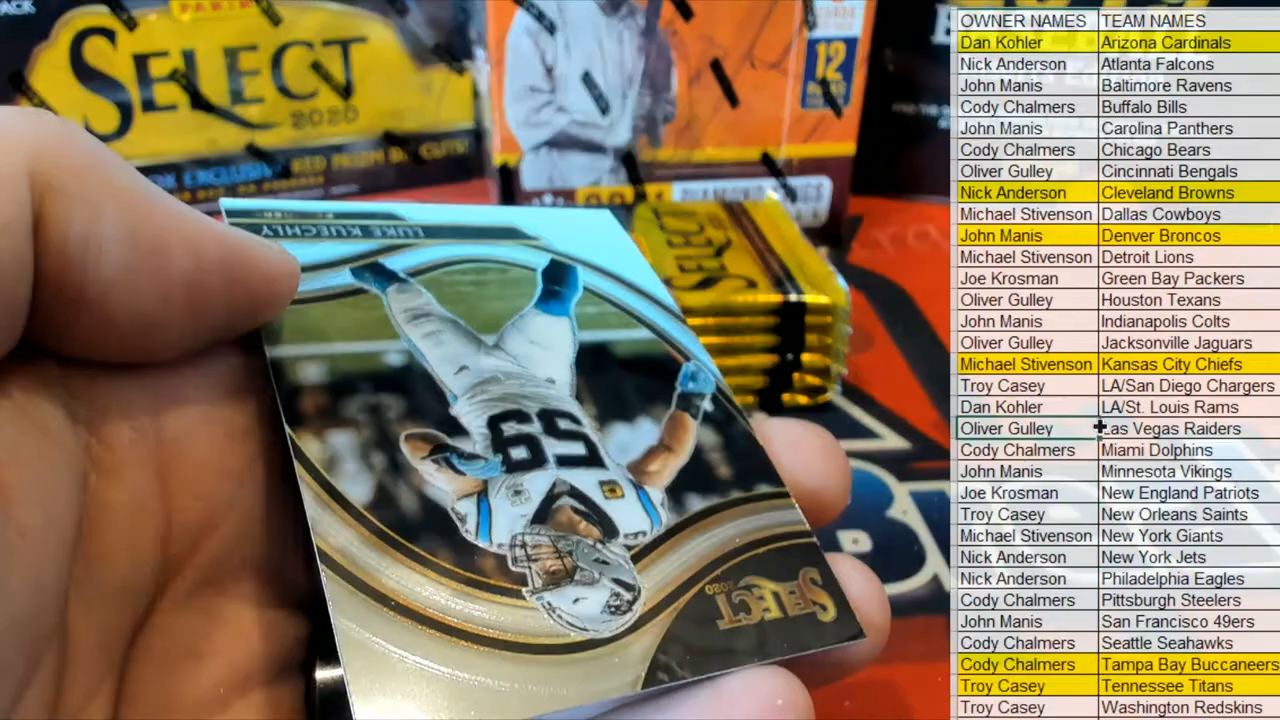 PACK
PANINI
SELECT
2020
12
SELECT
LUKE KUECHLY
59
SELECT
2020
OWNER NAMES TEAM NAMES
Dan Kohler Arizona Cardinals
Nick Anderson Atlanta Falcons
John Manis Baltimore Ravens
Cody Chalmers Buffalo Bills
John Manis Carolina Panthers
Cody Chalmers Chicago Bears
Oliver Gulley Cincinnati Bengals
Nick Anderson Cleveland Browns
Michael Stivenson Dallas Cowboys
John Manis Denver Broncos
Michael Stivenson Detroit Lions
Joe Krosman Green Bay Packers
Oliver Gulley Houston Texans
John Manis Indianapolis Colts
Oliver Gulley Jacksonville Jaguars
Michael Stivenson Kansas City Chiefs
Troy Casey LA/San Diego Chargers
Dan Kohler LA/St. Louis Rams
Oliver Gulley Las Vegas Raiders
Cody Chalmers Miami Dolphins
John Manis Minnesota Vikings
Joe Krosman New England Patriots
Troy Casey New Orleans Saints
Michael Stivenson New York Giants
Nick Anderson New York Jets
Nick Anderson Philadelphia Eagles
Cody Chalmers Pittsburgh Steelers
John Manis San Francisco 49ers
Cody Chalmers Seattle Seahawks
Cody Chalmers Tampa Bay Buccaneers
Troy Casey Tennessee Titans
Troy Casey Washington Redskins